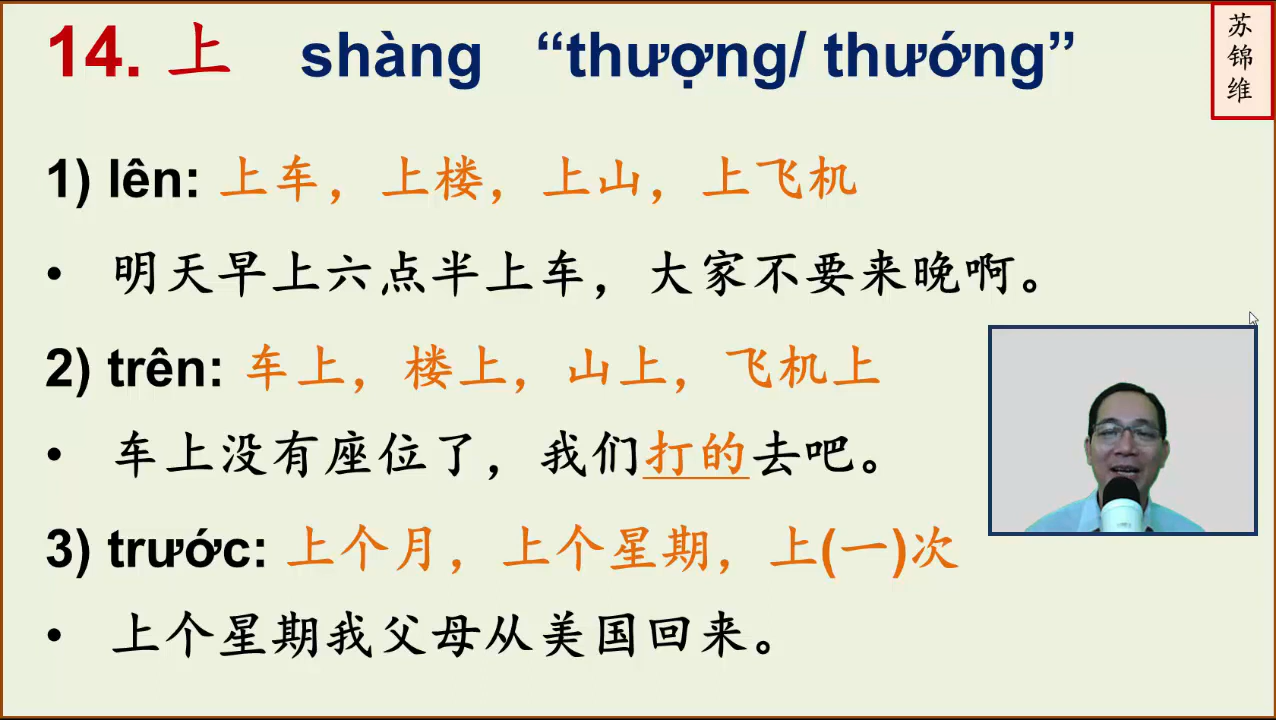 14. 上 shàng “thượng/ thướng”
苏锦维
1) lên: 上车，上楼，上山，上飞机
• 明天早上六点半上车，大家不要来晚啊。
2) trên: 车上，楼上，山上，飞机上
• 车上没有座位了，我们打的去吧。
3) trước: 上个月，上个星期，上(一)次
• 上个星期我父母从美国回来。